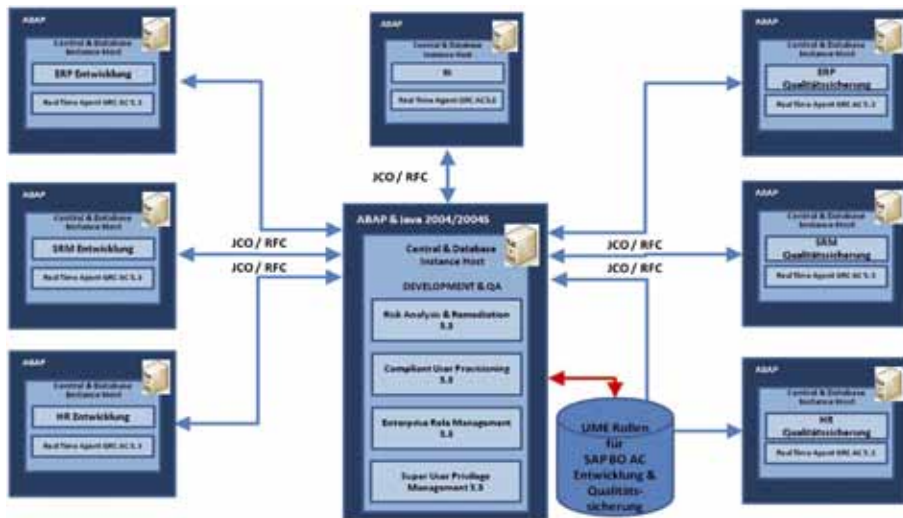 ABAP
Central & Database
Instance Host
ERP Entwicklung
Real Time Agent GRC AC 5.3
ABAP
Central & Database
Instance Host
BI
Real Time Agent GRC AC 5.3
ABAP
Central & Database
Instance Host
ERP
Qualitätssicherung
Real Time Agent GRC AC 5.3
JCO / RFC
ABAP
Central & Database
Instance Host
SRM Entwicklung
Real Time Agent GRC AC 5.3
JCO / RFC
JCO / RFC
ABAP & Java 2004/2004S
Central & Database
Instance Host
DEVELOPMENT & QA
Risk Analysis & Remediation
5.3
Compliant User Provisioning
5.3
Enterprise Role Management
5.3
Super User Privilege
Management 5.3
JCO / RFC
JCO / RFC
ABAP
Central & Database
Instance Host
SRM
Qualitätssicherung
Real Time Agent GRC AC 5.3
ABAP
Central & Database
Instance Host
HR Entwicklung
Real Time Agent GRC AC 5.3
UME Rollen
für
SAP BO AC
Entwicklung &
Qualitäts-
sicherung
ABAP
Central & Database
Instance Host
HR
Qualitätssicherung
Real Time Agent GRC AC 5.3